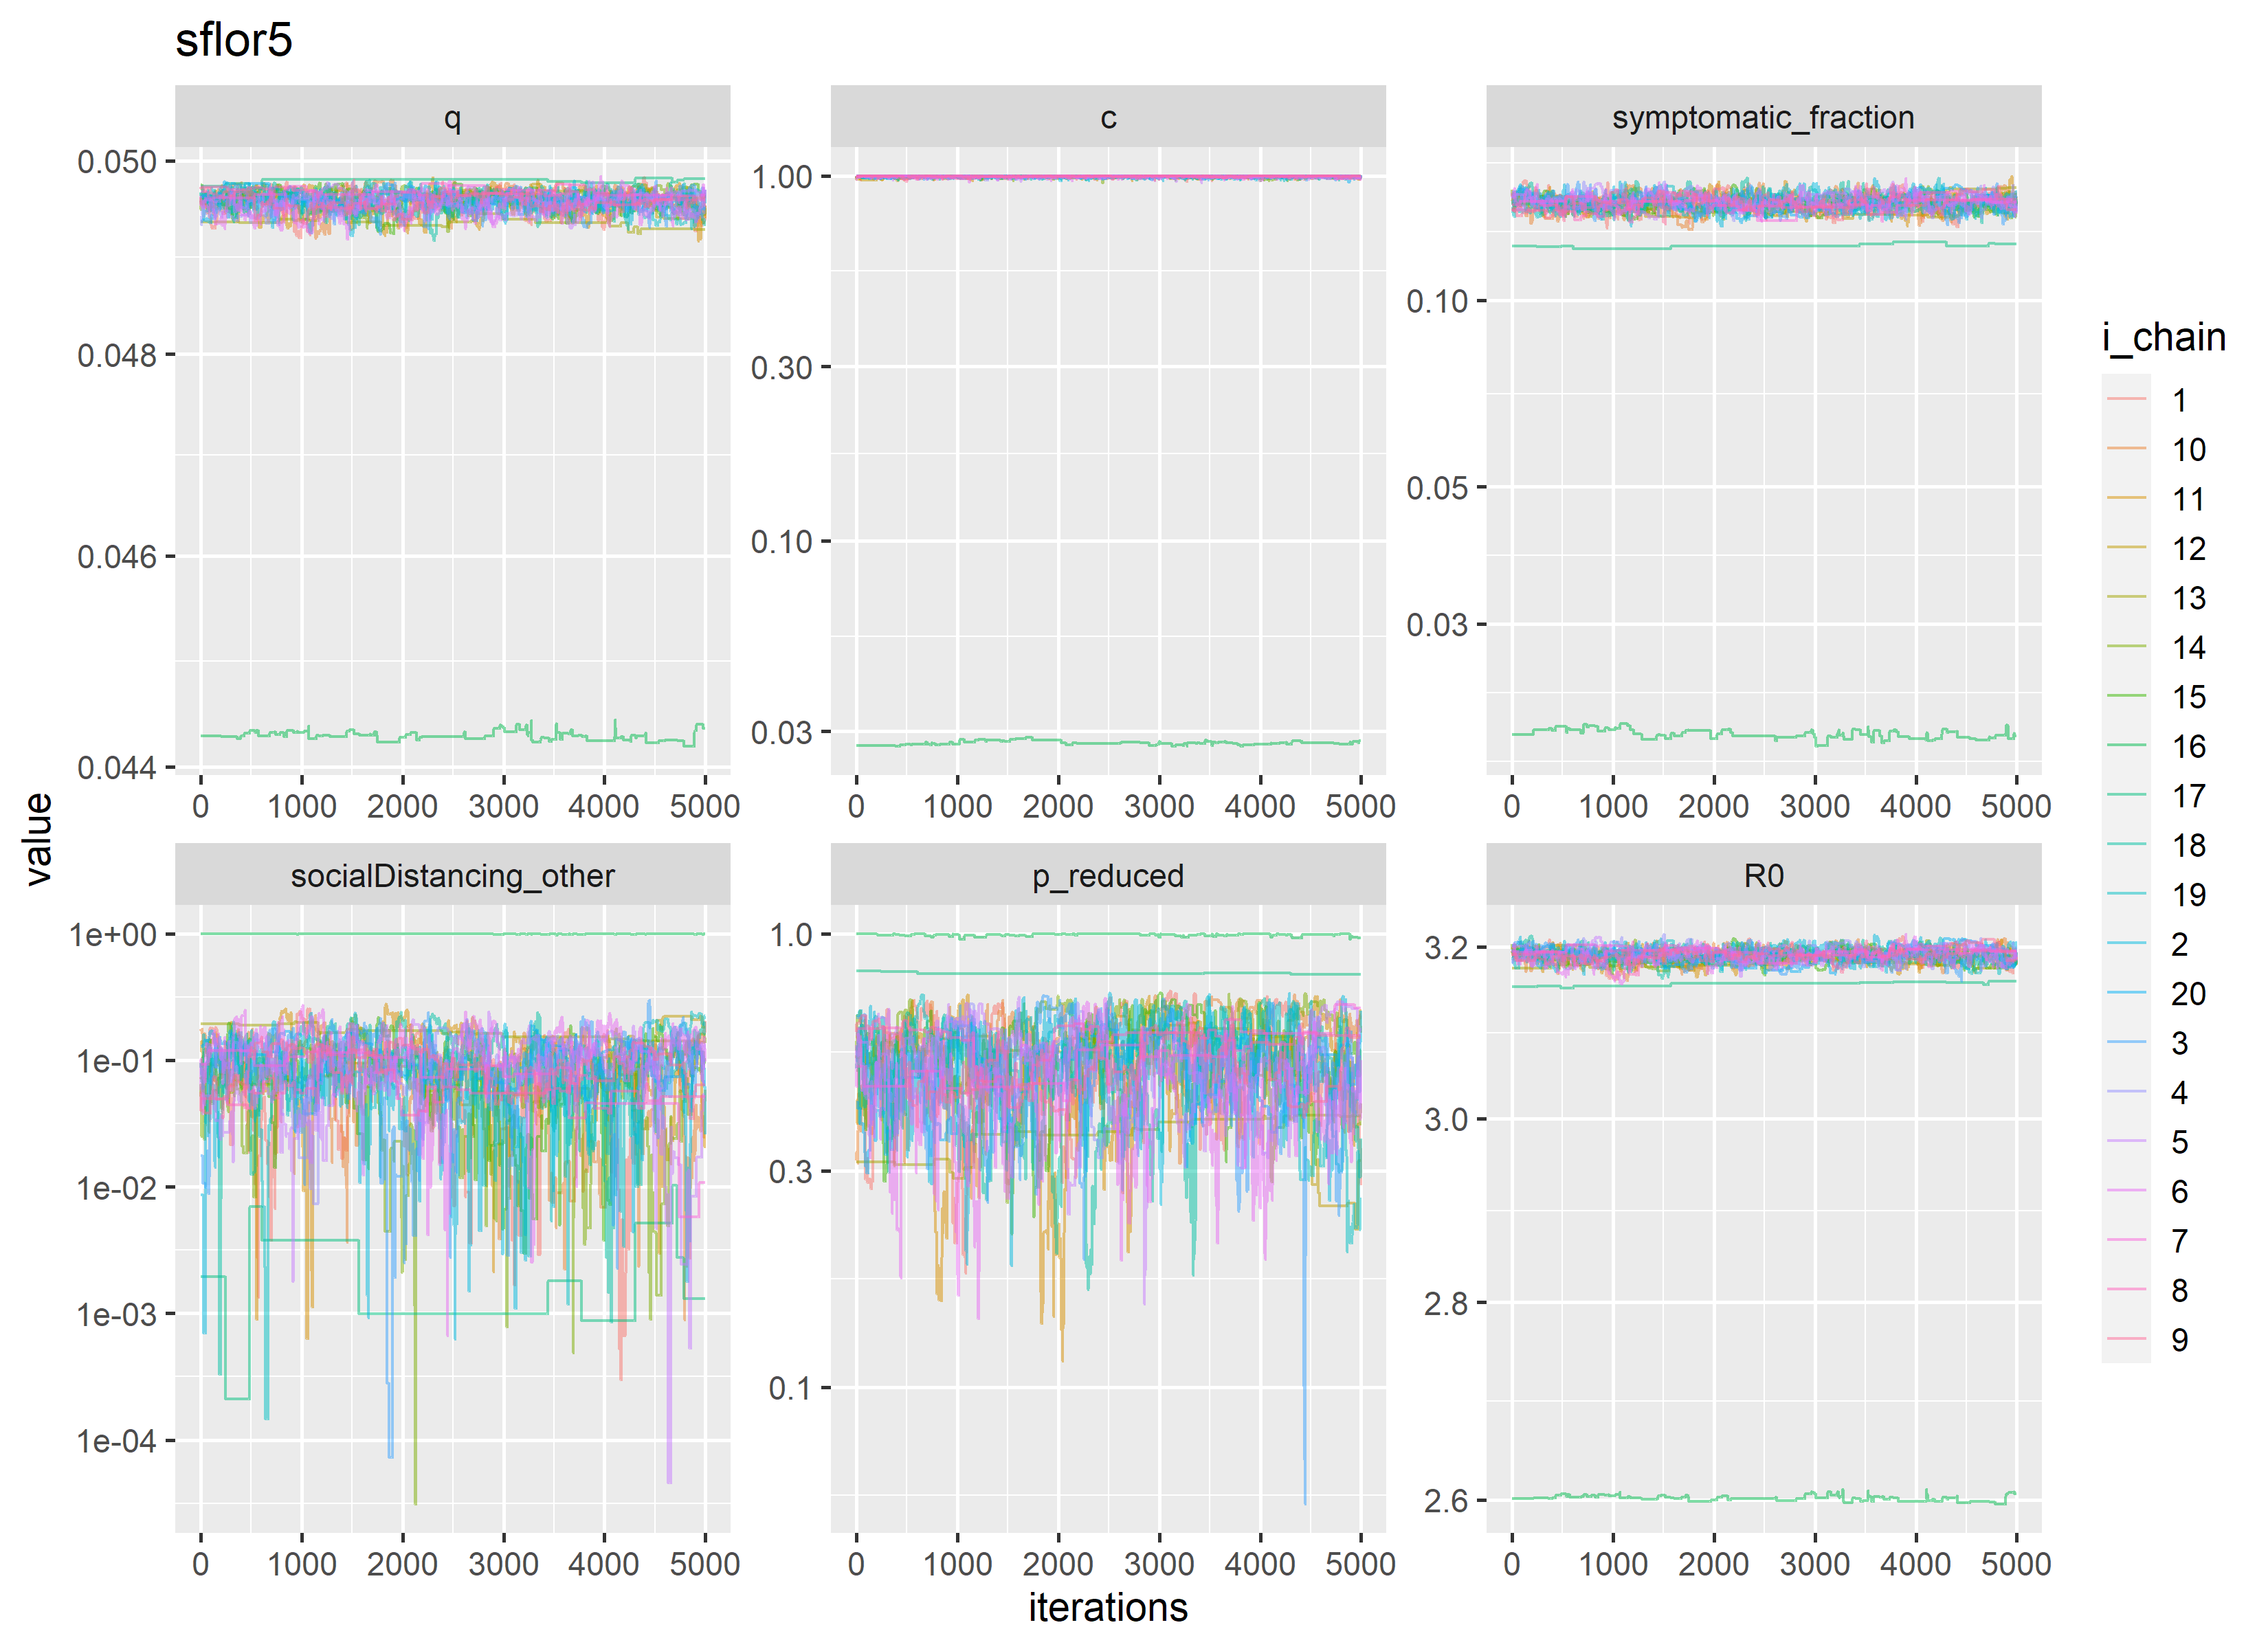 sflor5
q c symptomatic_fraction
0.050
0.048
0.046
0.044
1.00
0.30
0.10
0.03
0.10
0.05
0.03
0 1000 2000 3000 4000 5000
0 1000 2000 3000 4000 5000
0 1000 2000 3000 4000 5000
socialDistancing_other p_reduced R0
1e+00
1e-01
1e-02
1e-03
1e-04
1.0
0.3
0.1
3.2
3.0
2.8
2.6
0 1000 2000 3000 4000 5000
0 1000 2000 3000 4000 5000
0 1000 2000 3000 4000 5000
value
iterations
i_chain
1
10
11
12
13
14
15
16
17
18
19
2
20
3
4
5
6
7
8
9